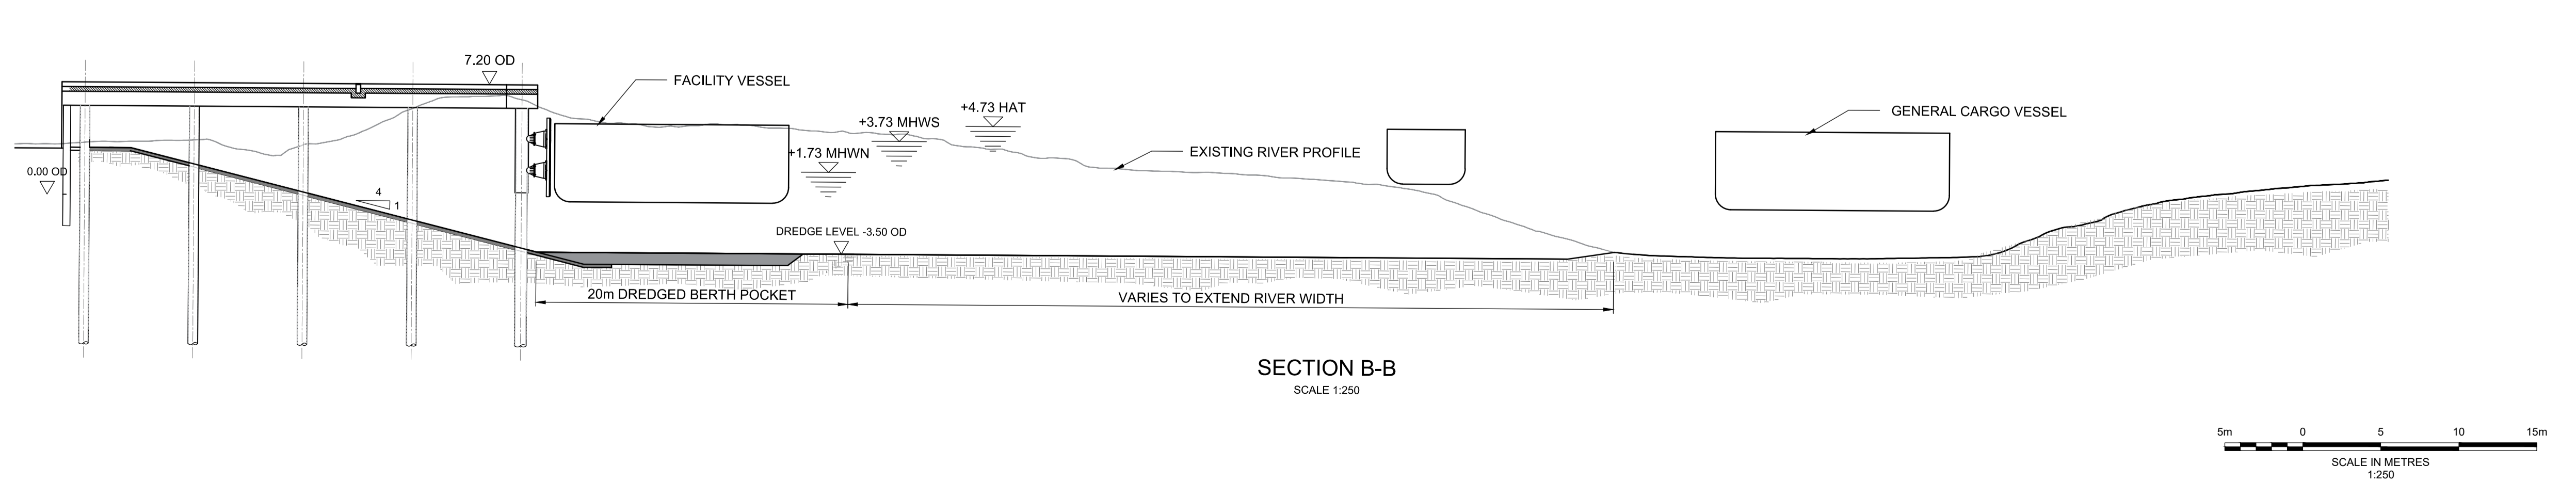 7.20 OD
FACILITY VESSEL
+4.73 HAT
GENERAL CARGO VESSEL
+3.73 MHWS
+1.73 MHWN
EXISTING RIVER PROFILE
0.00 OD
4
1
DREDGE LEVEL -3.50 OD
20m DREDGED BERTH POCKET
VARIES TO EXTEND RIVER WIDTH
SECTION B-B
SCALE 1:250
5m 0 5 10 15m
SCALE IN METRES
1:250